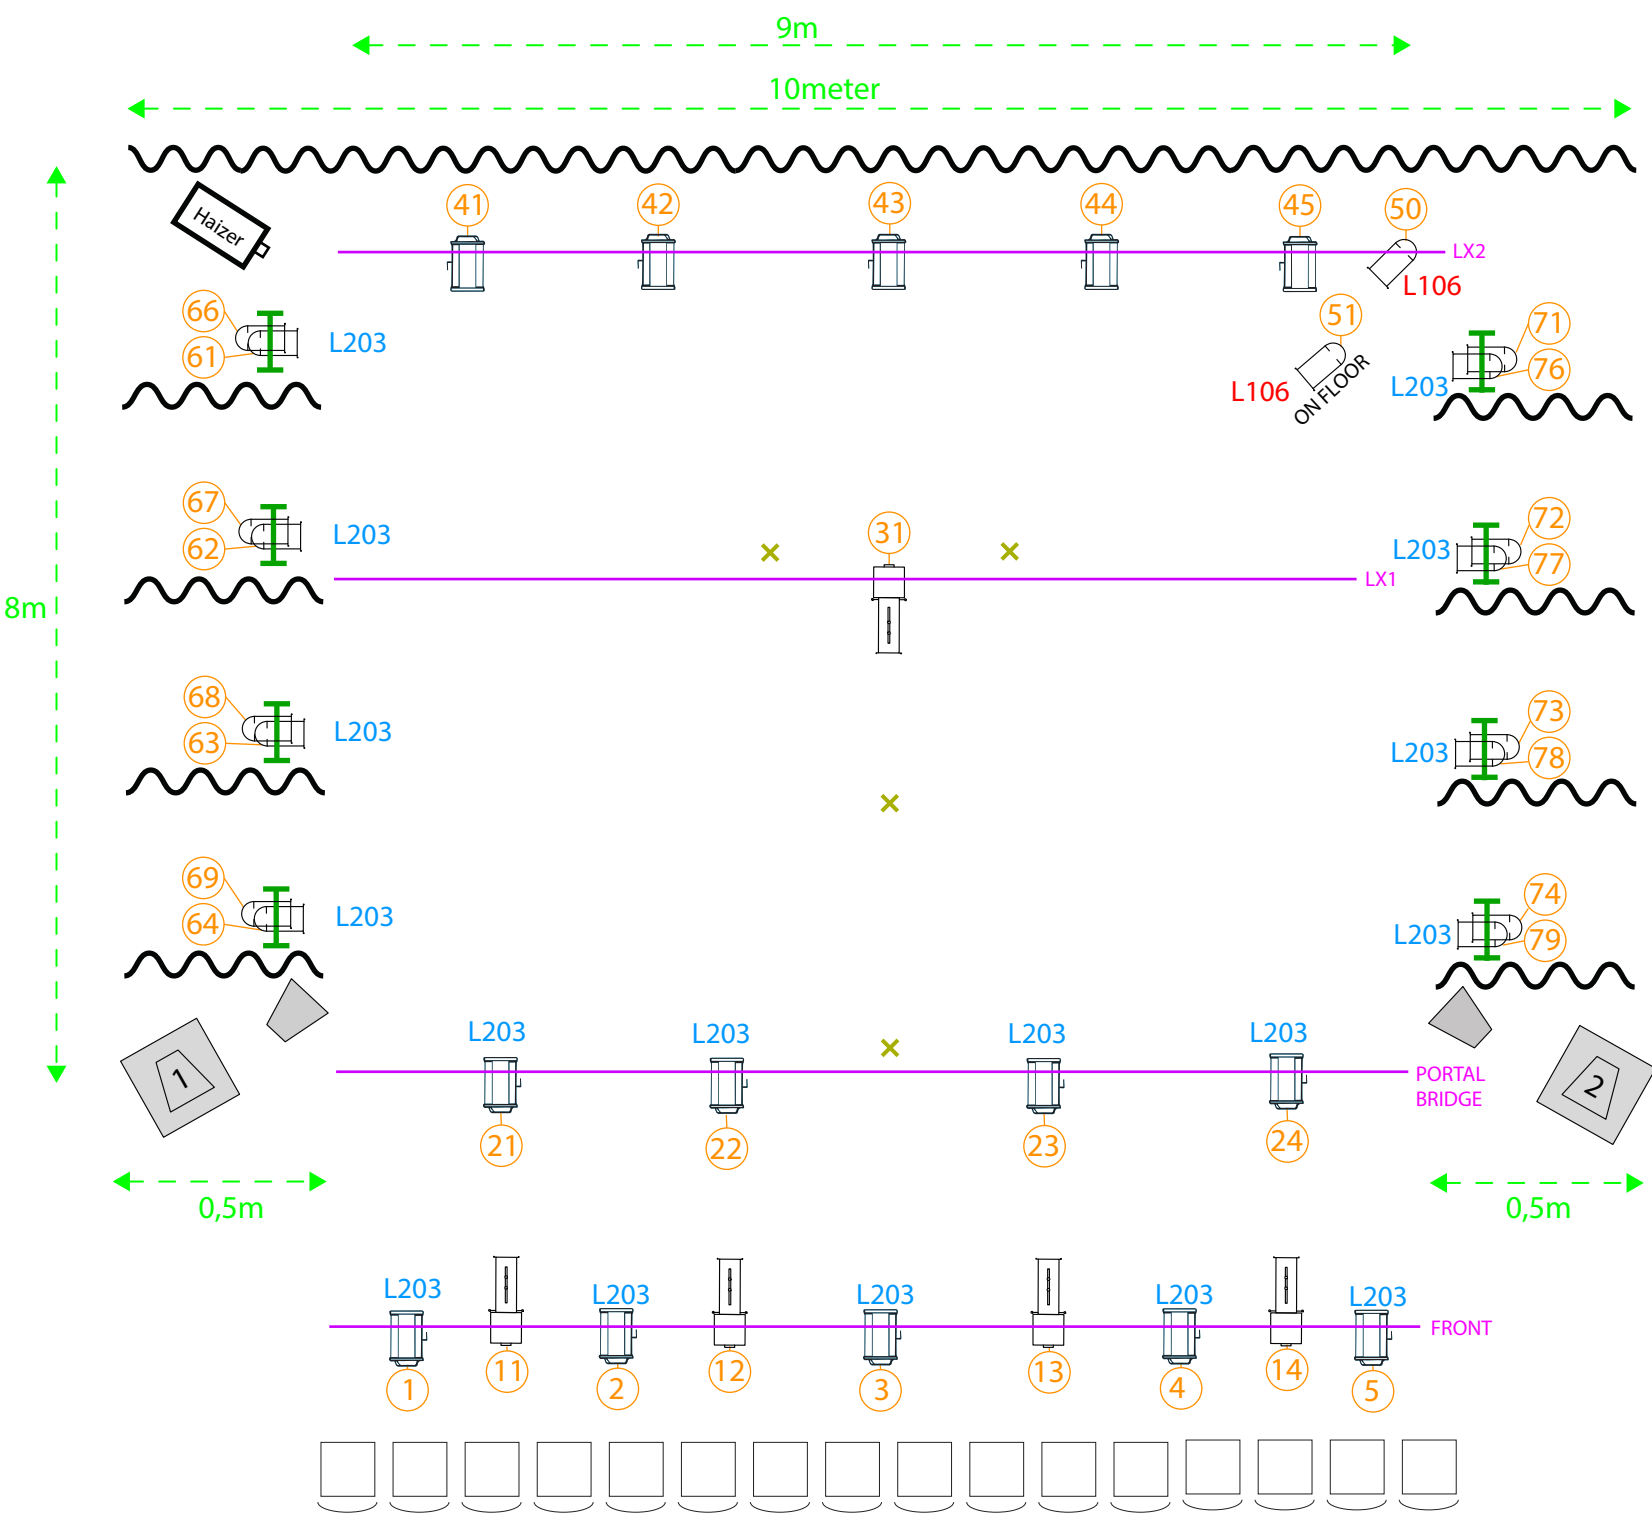 9m
10meter
Haizer
41
42
43
44
45
50
LX2
L106
51
L106
ON FLOOR
66
61
L203
71
76
L203
67
62
L203
31
LX1
72
77
L203
8m
68
63
L203
73
78
L203
69
64
L203
74
79
L203
1
2
L203
L203
L203
L203
PORTAL
BRIDGE
21
22
23
24
0,5m
0,5m
L203
L203
L203
L203
L203
FRONT
11
12
13
14
1
2
3
4
5